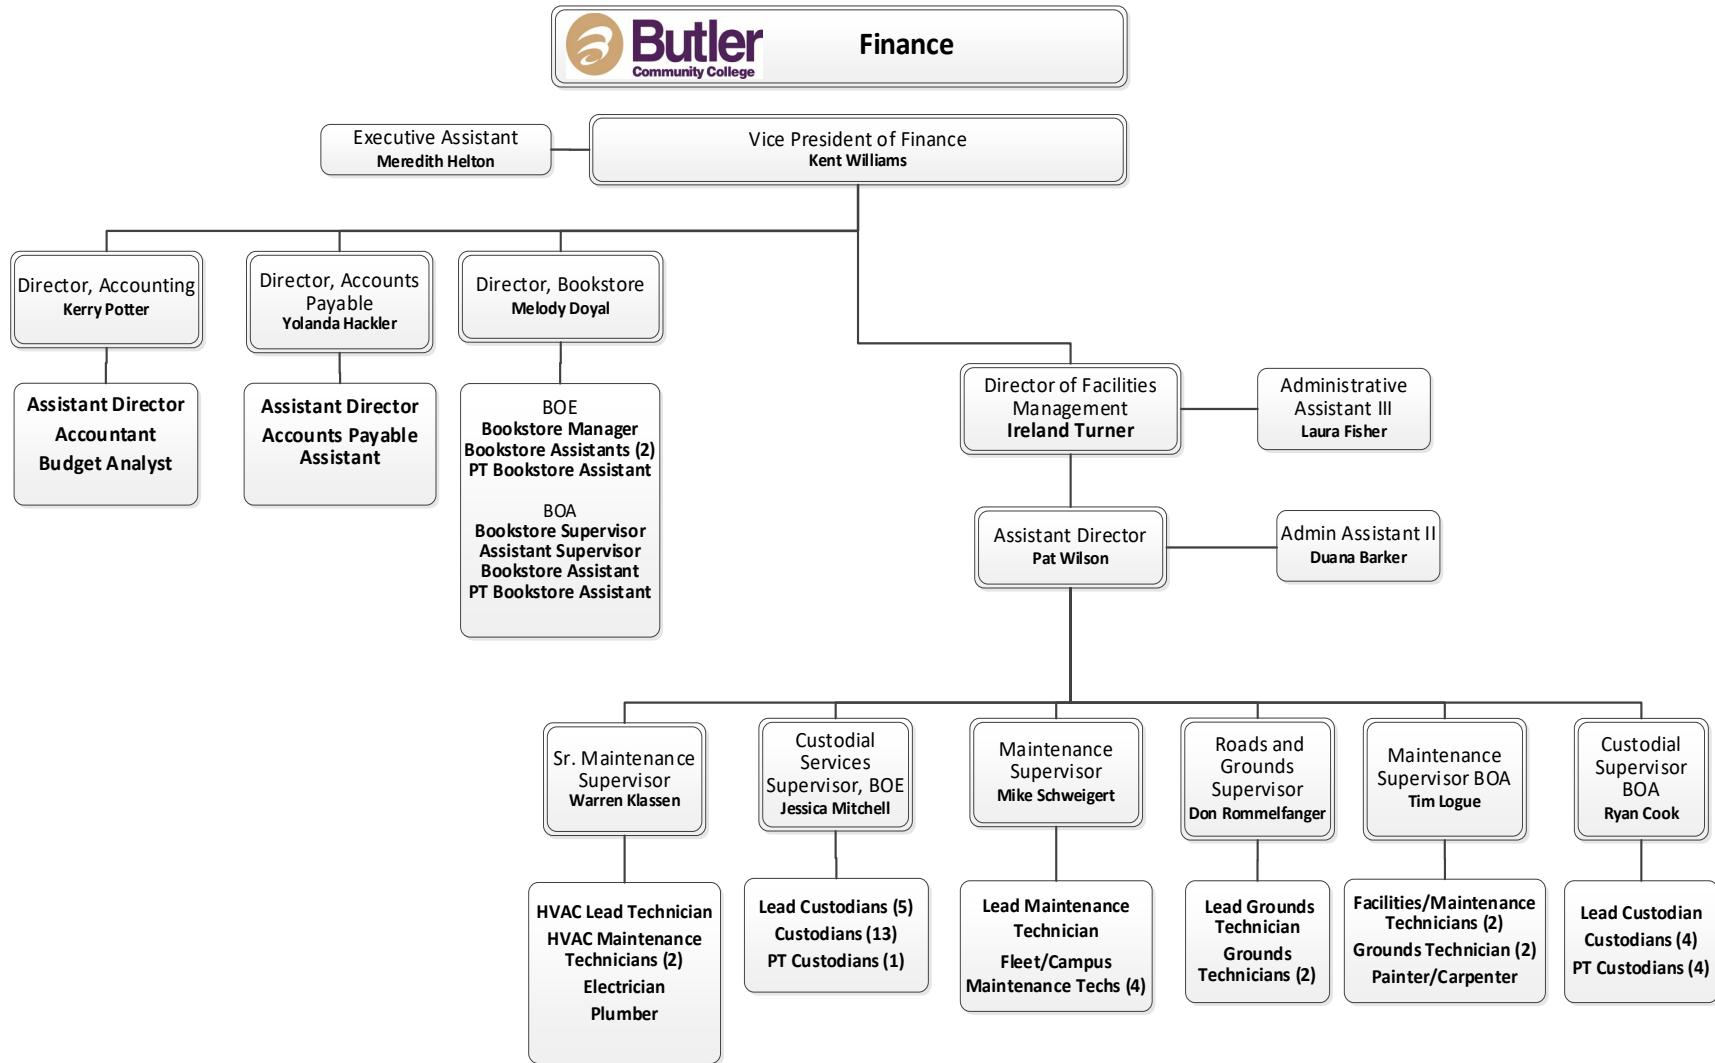 Butler
Community College
Finance
Executive Assistant
Meredith Helton
Vice President of Finance
Kent Williams
Director, Accounting
Kerry Potter
Director, Accounts
Payable
Yolanda Hackler
Director, Bookstore
Melody Doyal
Assistant Director
Accountant
Budget Analyst
Assistant Director
Accounts Payable
Assistant
BOE
Bookstore Manager
Bookstore Assistants (2)
PT Bookstore Assistant
BOA
Bookstore Supervisor
Assistant Supervisor
Bookstore Assistant
PT Bookstore Assistant
Director of Facilities
Management
Ireland Turner
Administrative
Assistant III
Laura Fisher
Assistant Director
Pat Wilson
Admin Assistant II
Duana Barker
Sr. Maintenance
Supervisor
Warren Klassen
Custodial
Services
Supervisor, BOE
Jessica Mitchell
Maintenance
Supervisor
Mike Schweigert
Roads and
Grounds
Supervisor
Don Rommelfanger
Maintenance
Supervisor BOA
Tim Logue
Custodial
Supervisor
BOA
Ryan Cook
HVAC Lead Technician
HVAC Maintenance
Technicians (2)
Electrician
Plumber
Lead Custodians (5)
Custodians (13)
PT Custodians (1)
Lead Maintenance
Technician
Fleet/Campus
Maintenance Techs (4)
Lead Grounds
Technician
Grounds
Technicians (2)
Facilities/Maintenance
Technicians (2)
Grounds Technician (2)
Painter/Carpenter
Lead Custodian
Custodians (4)
PT Custodians (4)